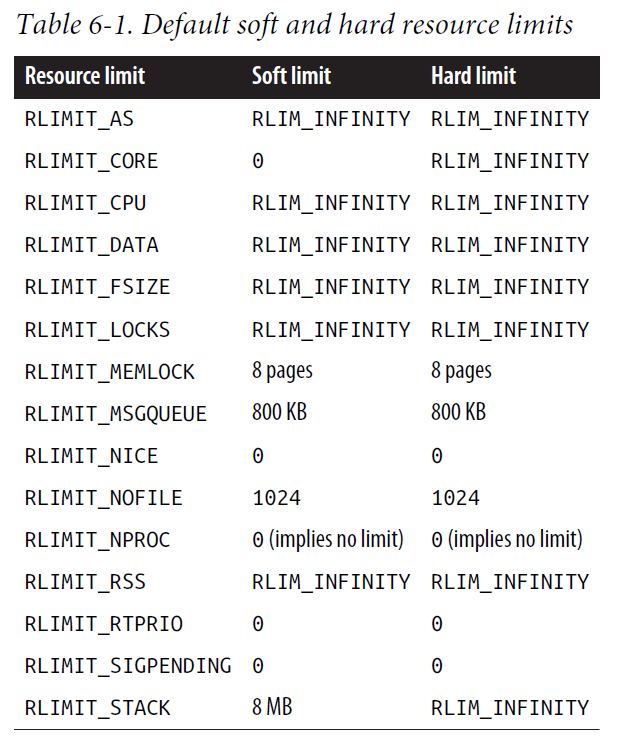 Table 6-1. Default soft and hard resource limits
Resource limit Soft limit Hard limit
RLIMIT_AS RLIM_INFINITY RLIM_INFINITY
RLIMIT_CORE 0 RLIM_INFINITY
RLIMIT_CPU RLIM_INFINITY RLIM_INFINITY
RLIMIT_DATA RLIM_INFINITY RLIM_INFINITY
RLIMIT_FSIZE RLIM_INFINITY RLIM_INFINITY
RLIMIT_LOCKS RLIM_INFINITY RLIM_INFINITY
RLIMIT_MEMLOCK 8 pages 8 pages
RLIMIT_MSGQUEUE 800 KB 800 KB
RLIMIT_NICE 0 0
RLIMIT_NOFILE 1024 1024
RLIMIT_NPROC 0 (implies no limit) 0 (implies no limit)
RLIMIT_RSS RLIM_INFINITY RLIM_INFINITY
RLIMIT_RTPRIO 0 0
RLIMIT_SIGPENDING 0 0
RLIMIT_STACK 8 MB RLIM_INFINITY